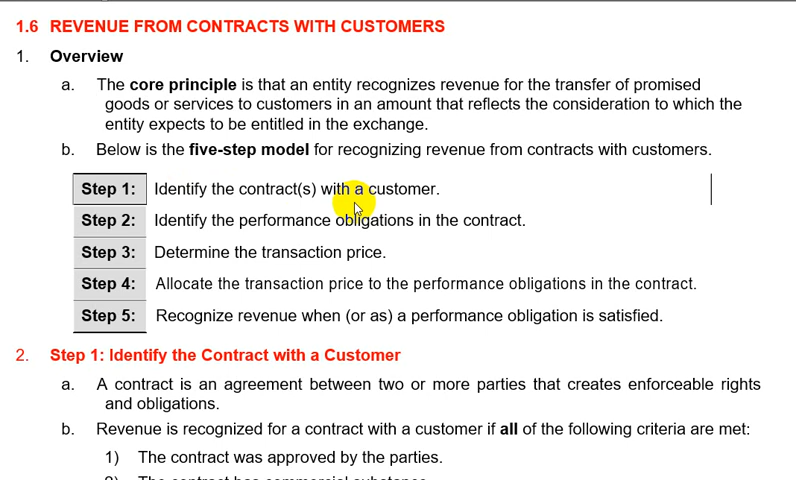 1.6 REVENUE FROM CONTRACTS WITH CUSTOMERS
1. Overview
a. The core principle is that an entity recognizes revenue for the transfer of promised
goods or services to customers in an amount that reflects the consideration to which the
entity expects to be entitled in the exchange.
b. Below is the five-step model for recognizing revenue from contracts with customers.
Step 1: Identify the contract(s) with a customer.
Step 2: Identify the performance obligations in the contract.
Step 3: Determine the transaction price.
Step 4: Allocate the transaction price to the performance obligations in the contract.
Step 5: Recognize revenue when (or as) a performance obligation is satisfied.
2. Step 1: Identify the Contract with a Customer
a. A contract is an agreement between two or more parties that creates enforceable rights
and obligations.
b. Revenue is recognized for a contract with a customer if all of the following criteria are met:
1) The contract was approved by the parties.